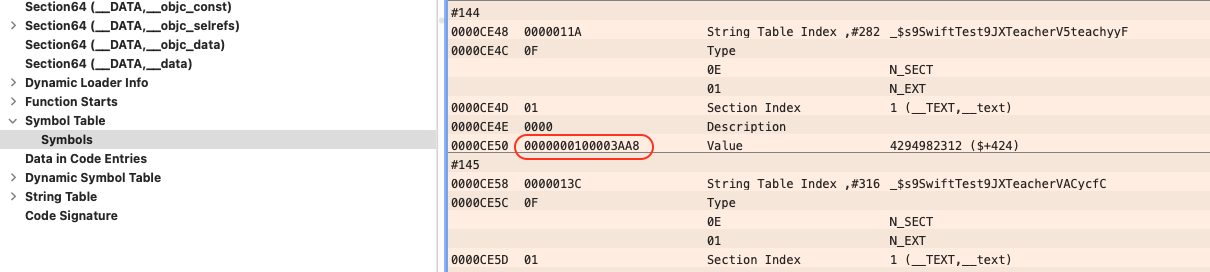 Section64 (__DATA,__objc_const)
Section64 (__DATA,__objc_selrefs)
Section64 (__DATA,__objc_data)
Section64 (__DATA,__data)
Dynamic Loader Info
Function Starts
Symbol Table
Symbols
Data in Code Entries
Dynamic Symbol Table
String Table
Code Signature
#144
0000CE48 0000011A String Table Index ,#282 _$s9SwiftTest9JXTeacherV5teachyyF
0000CE4C 0F Type
0E N_SECT
01 N_EXT
0000CE4D 01 Section Index 1 (__TEXT,__text)
0000CE4E 0000 Description
0000CE50 0000000100003AA8 Value 4294982312 ($+424)
#145
0000CE58 0000013C String Table Index ,#316 _$s9SwiftTest9JXTeacherVACycfC
0000CE5C 0F Type
0E N_SECT
01 N_EXT
0000CE5D 01 Section Index 1 (__TEXT,__text)